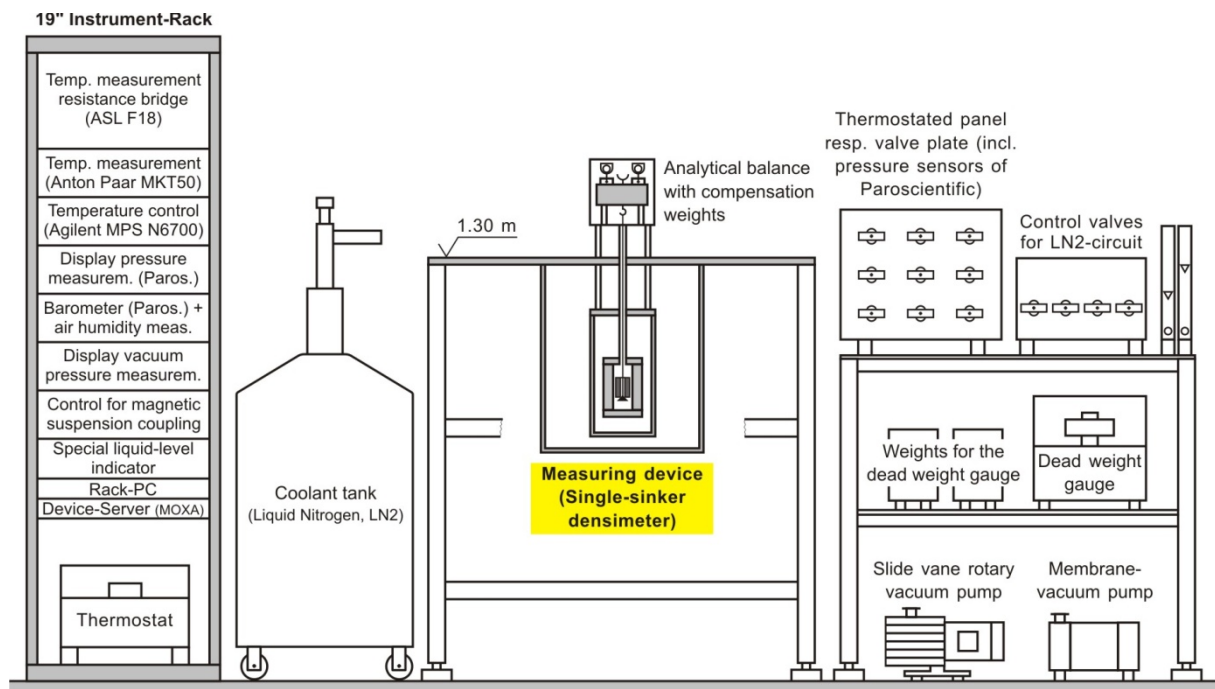 19" Instrument-Rack
Temp. measurement
resistance bridge
(ASL F18)
Temp. measurement
(Anton Paar MKT50)
Temperature control
(Agilent MPS N6700)
Display pressure
measurem. (Paros.)
Barometer (Paros.) +
air humidity meas.
Display vacuum
pressure measurem.
Control for magnetic
suspension coupling
Special liquid-level
indicator
Rack-PC
Device-Server (MOXA)
Thermostat
Coolant tank
(Liquid Nitrogen, LN2)
1.30 m
Analytical balance
with compensation
weights
Measuring device
(Single-sinker
densimeter)
Thermostated panel
resp. valve plate (incl.
pressure sensors of
Paroscientific)
Control valves
for LN2-circuit
Weights for the
dead weight gauge
Dead weight
gauge
Slide vane rotary
vacuum pump
Membrane-
vacuum pump